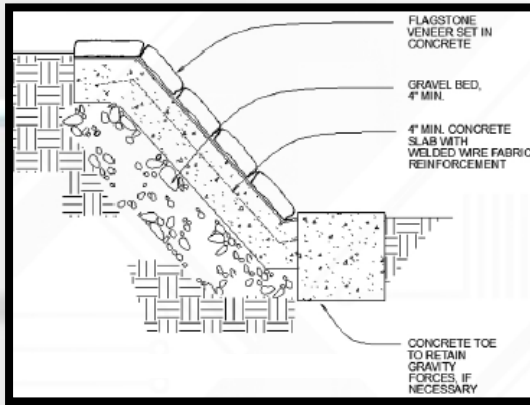 FLAGSTONE
VENEER SET IN
CONCRETE
GRAVEL BED,
4" MIN.
4" MIN. CONCRETE
SLAB WITH
WELDED WIRE FABRIC
REINFORCEMENT
CONCRETE TOE
TO RETAIN
GRAVITY
FORCES, IF
NECESSARY